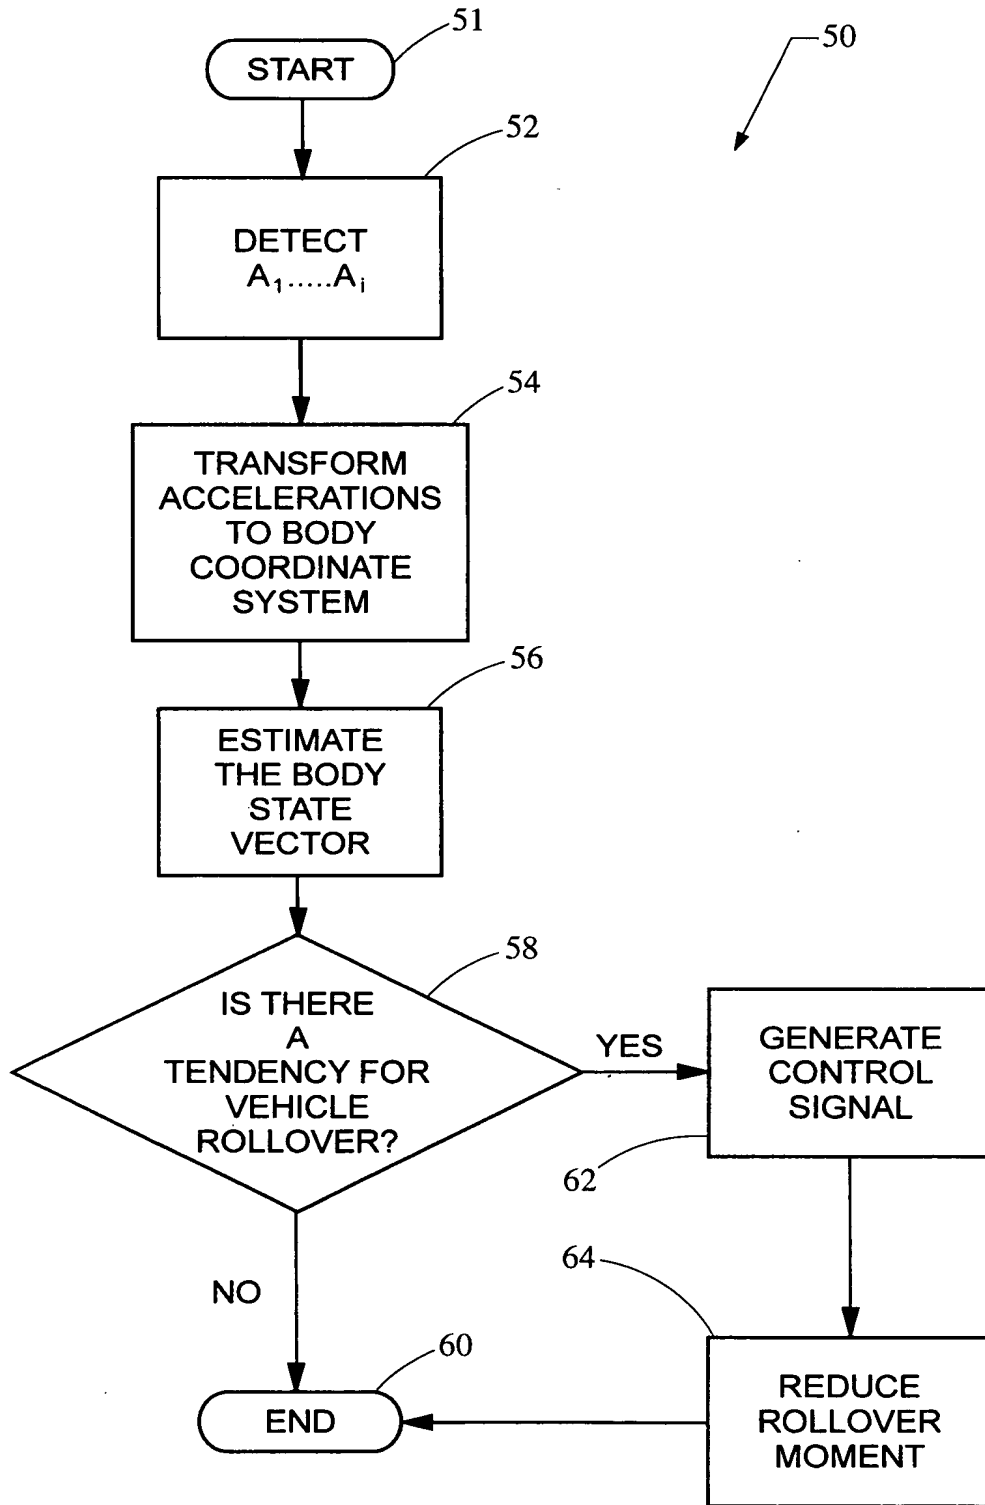 51
START
50
52
DETECT
A1.....Ai
54
TRANSFORM
ACCELERATIONS
TO BODY
COORDINATE
SYSTEM
56
ESTIMATE
THE BODY
STATE
VECTOR
58
IS THERE
A
TENDENCY FOR
VEHICLE
ROLLOVER?
YES
GENERATE
CONTROL
SIGNAL
62
64
NO
60
END
REDUCE
ROLLOVER
MOMENT